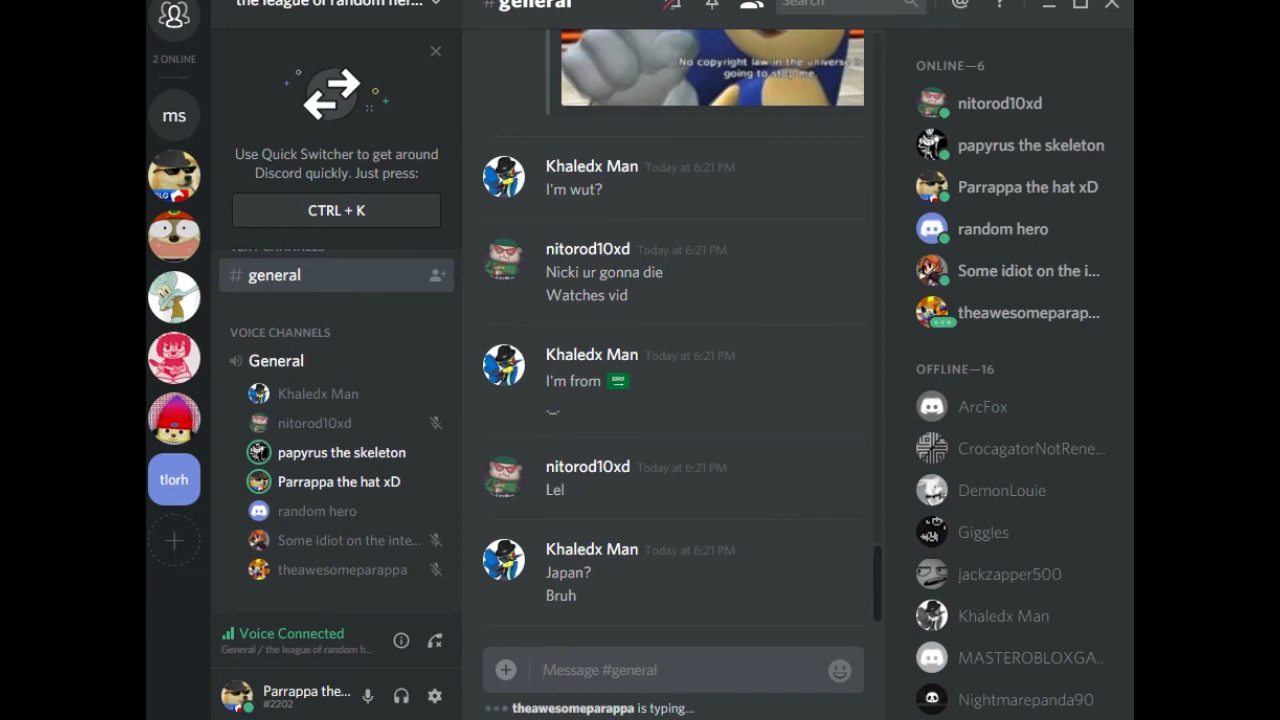 the league of random her...
#general
Search
2 ONLINE
ms
tlorh
Use Quick Switcher to get around
Discord quickly. Just press:
CTRL + K
TEXT CHANNELS
# general
VOICE CHANNELS
General
Khaledx Man
nitorod10xd
papyrus the skeleton
Parrappa the hat xD
random hero
Some idiot on the inte...
theawesomeparappa
Voice Connected
General / the league of random h...
Parrappa the...
#2202
No copyright law in the universe is
going to stop me.
Khaledx Man Today at 6:21 PM
I'm wut?
nitorod10xd Today at 6:21 PM
Nicki ur gonna die
Watches vid
Khaledx Man Today at 6:21 PM
I'm from
._.
nitorod10xd Today at 6:21 PM
Lel
Khaledx Man Today at 6:21 PM
Japan?
Bruh
Message #general
theawesomeparappa is typing...
ONLINE—6
nitorod10xd
papyrus the skeleton
Parrappa the hat xD
random hero
Some idiot on the i...
theawesomeparap...
OFFLINE—16
ArcFox
CrocagatorNotRene...
DemonLouie
Giggles
jackzapper500
Khaledx Man
MASTEROBLOXGA...
Nightmarepanda90